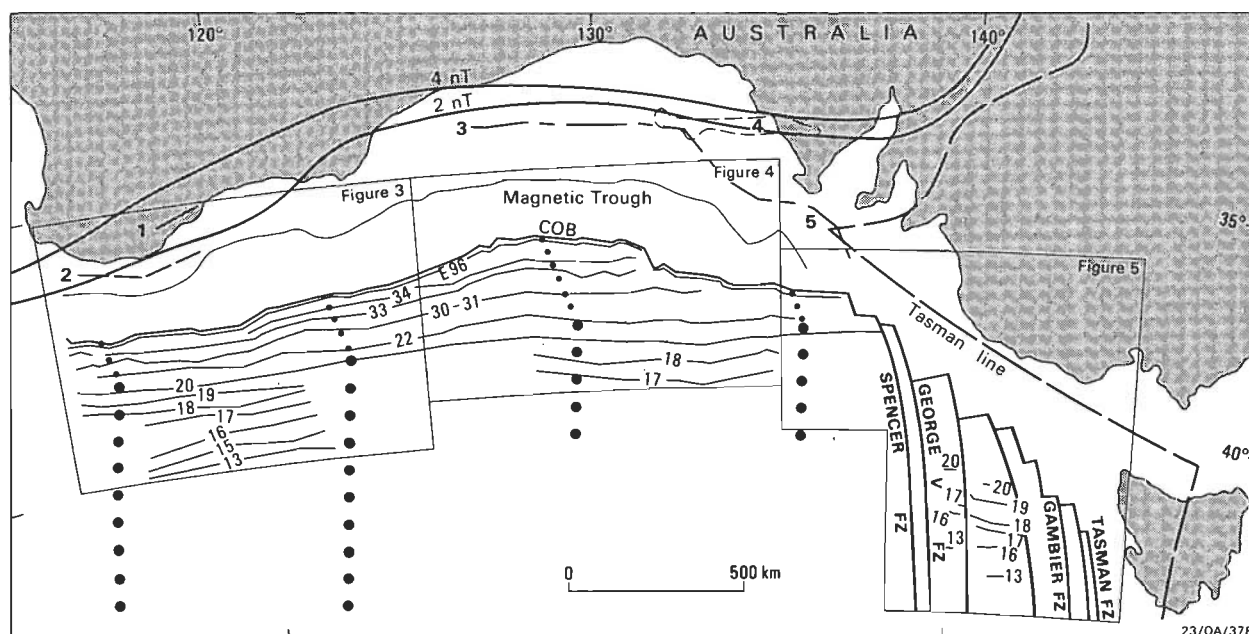 120°
130°
AUSTRALIA
140°
4 nT
2 nT
3
4
Figure 3
Figure 4
Magnetic Trough
1
5
35°
COB
2
E 96
Figure 5
34
33
30-31
Tasman line
22
18
17
20
19
18
17
16
15
13
SPENCER FZ
GEORGE V FZ
GAMBIER FZ
TASMAN FZ
40°
20
20
17
19
16
18
17
16
13
13
0
500 km